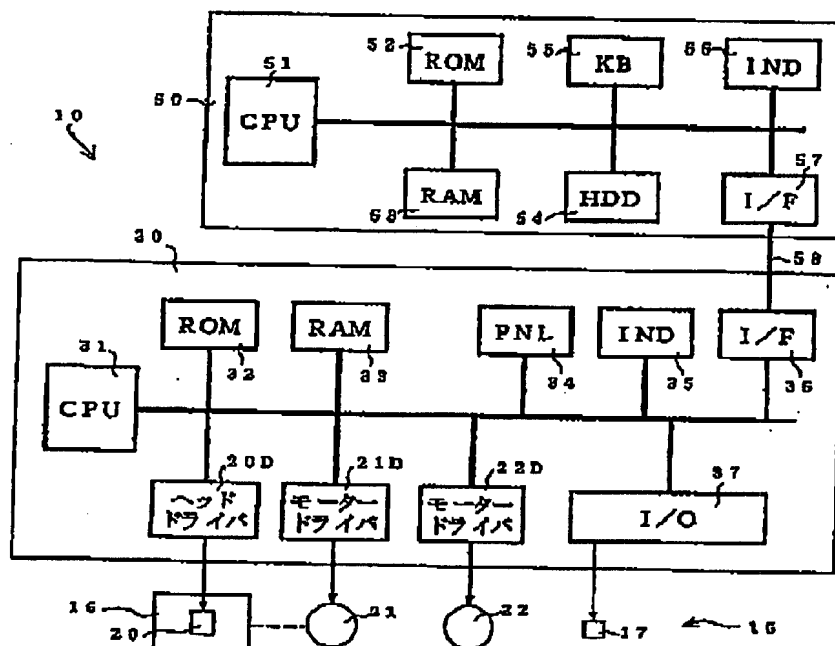 52
ROM
55
KB
56
IND
51
CPU
50
10
RAM
53
HDD
54
I/F
57
58
30
ROM
32
RAM
33
PNL
34
IND
35
I/F
36
31
CPU
20D
ヘッド
ドライバ
21D
モーター
ドライバ
22D
モーター
ドライバ
37
I/O
16
20
21
22
17
15